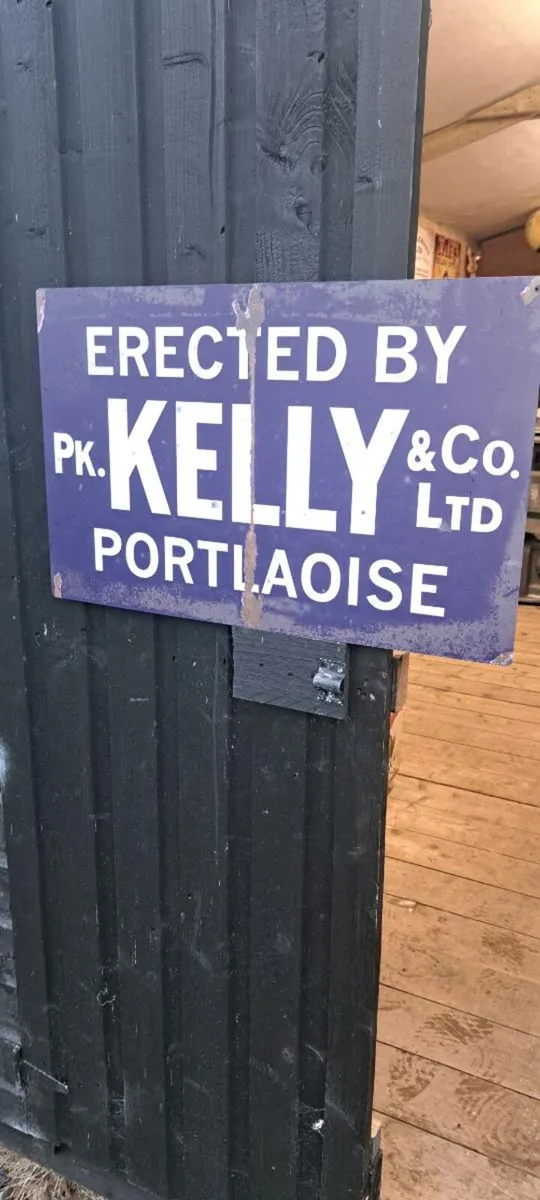 ERECTED BY
PK. KELLY & CO. LTD
PORTLAOISE